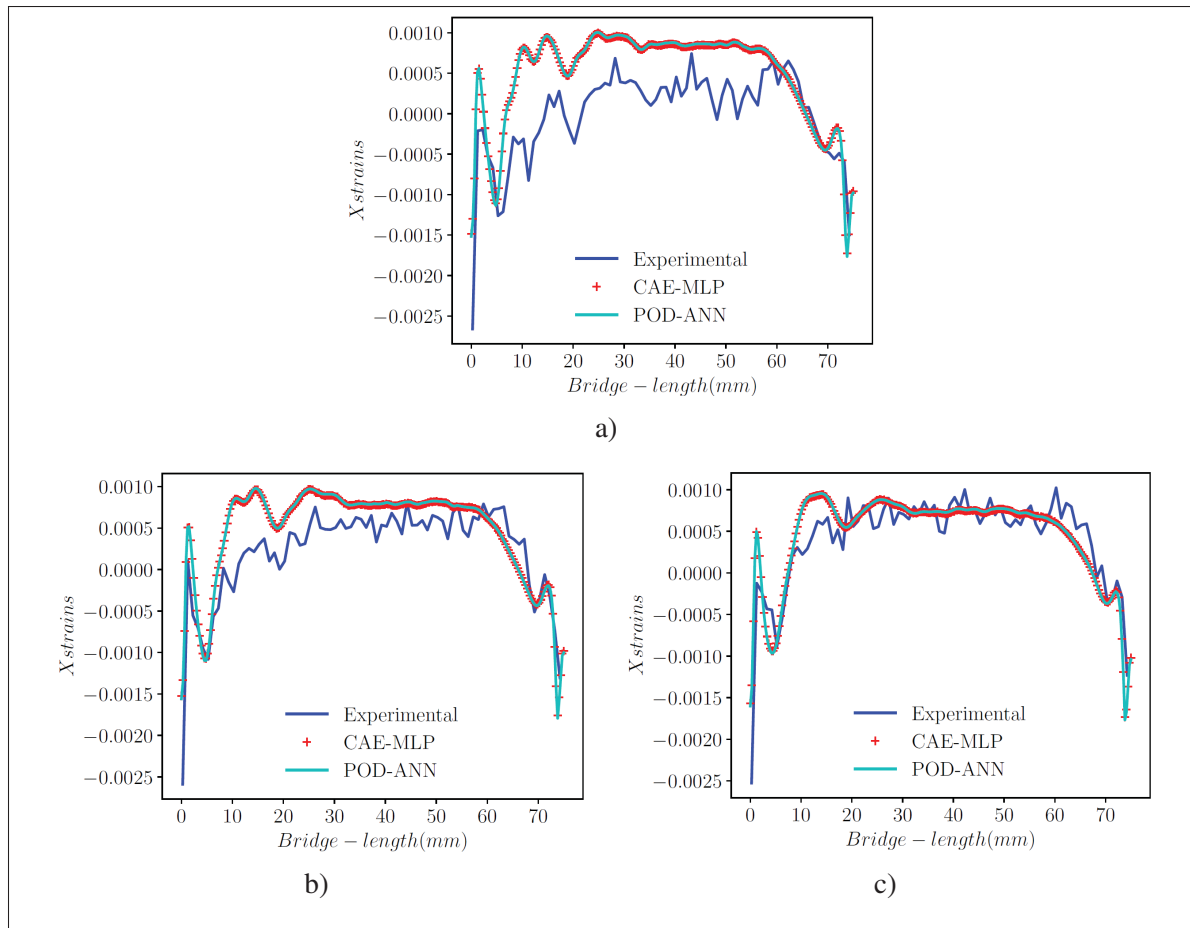 0.0010
0.0005
0.0000
−0.0005
−0.0010
−0.0015
−0.0020
−0.0025
X strains
Experimental
CAE-MLP
POD-ANN
0 10 20 30 40 50 60 70
Bridge − length(mm)
a)
0.0010
0.0005
0.0000
−0.0005
−0.0010
−0.0015
−0.0020
−0.0025
X strains
Experimental
CAE-MLP
POD-ANN
0 10 20 30 40 50 60 70
Bridge − length(mm)
b)
0.0010
0.0005
0.0000
−0.0005
−0.0010
−0.0015
−0.0020
−0.0025
X strains
Experimental
CAE-MLP
POD-ANN
0 10 20 30 40 50 60 70
Bridge − length(mm)
c)